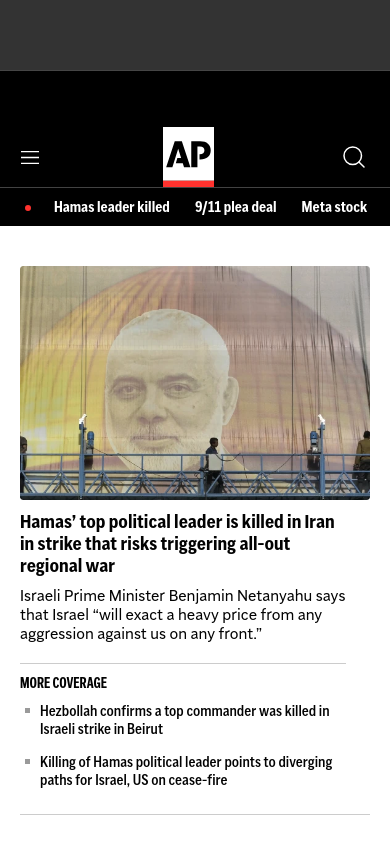 AP
Hamas leader killed 9/11 plea deal Meta stock
Hamas’ top political leader is killed in Iran
in strike that risks triggering all-out
regional war
Israeli Prime Minister Benjamin Netanyahu says
that Israel “will exact a heavy price from any
aggression against us on any front.”
MORE COVERAGE
Hezbollah confirms a top commander was killed in
Israeli strike in Beirut
Killing of Hamas political leader points to diverging
paths for Israel, US on cease-fire